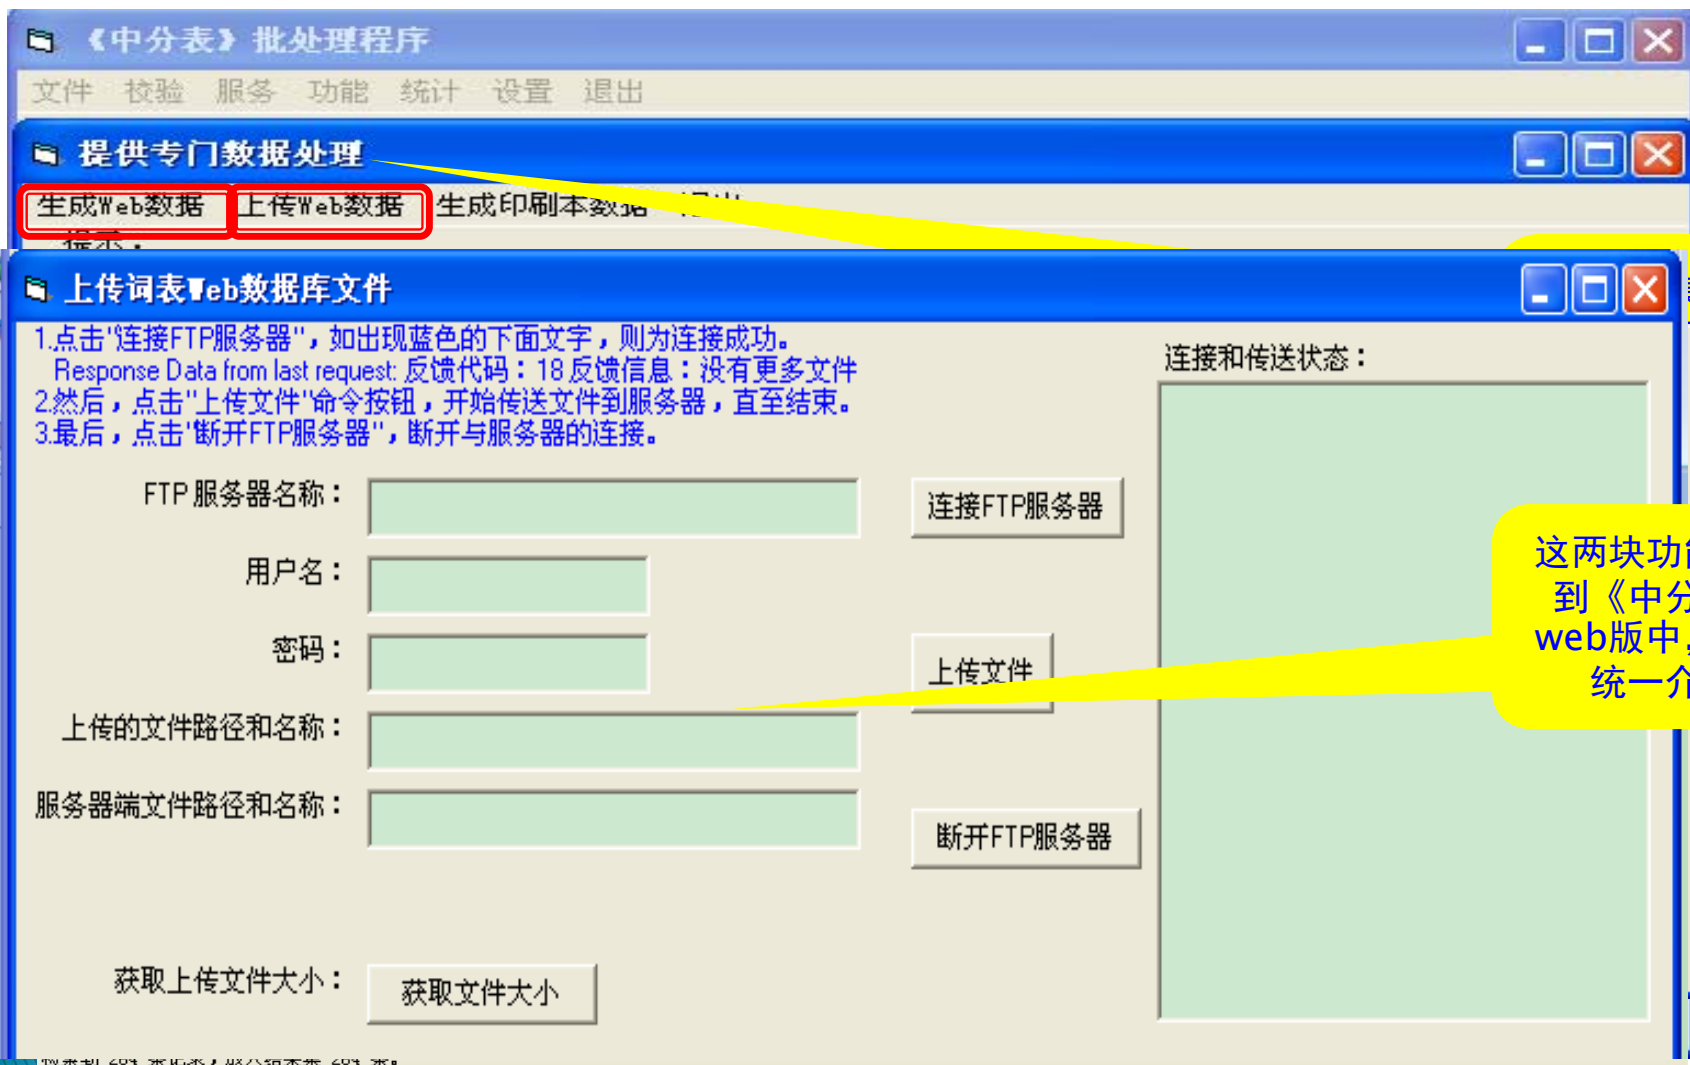 《中分表》批处理程序
文件 校验 服务 功能 统计 设置 退出
提供专门数据处理
生成Web数据 上传Web数据 生成印刷本数据
提示：
上传词表Web数据库文件
1.点击"连接FTP服务器"，如出现蓝色的下面文字，则为连接成功。
Response Data from last request: 反馈代码：18 反馈信息：没有更多文件
2.然后，点击"上传文件"命令按钮，开始传送文件到服务器，直至结束。
3.最后，点击"断开FTP服务器"，断开与服务器的连接。
连接和传送状态：
FTP服务器名称：
连接FTP服务器
用户名：
密码：
上传文件
上传的文件路径和名称：
服务器端文件路径和名称：
断开FTP服务器
获取上传文件大小：
获取文件大小
这两块功
到《中分
web版中,
统一介